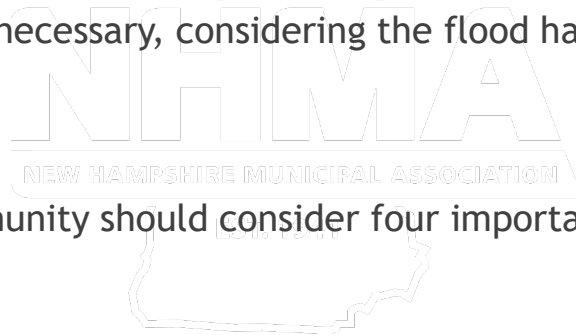 necessary, considering the flood ha
NHMA
NEW HAMPSHIRE MUNICIPAL ASSOCIATION
unity should consider four importa